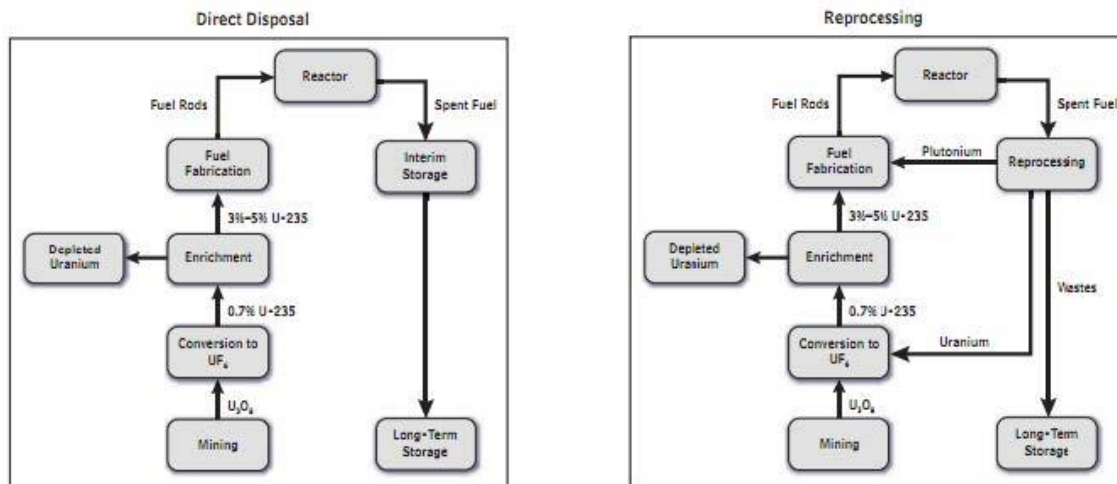 Direct Disposal
Reactor
Fuel Rods
Spent Fuel
Fuel
Fabrication
Interim
Storage
3%–5% U-235
Depleted
Uranium
Enrichment
0.7% U-235
Conversion to
UF₆
U₃O₈
Mining
Long-Term
Storage
Reprocessing
Reactor
Fuel Rods
Spent Fuel
Fuel
Fabrication
Plutonium
Reprocessing
3%–5% U-235
Depleted
Uranium
Enrichment
Wastes
0.7% U-235
Conversion to
UF₆
Uranium
U₃O₈
Mining
Long-Term
Storage